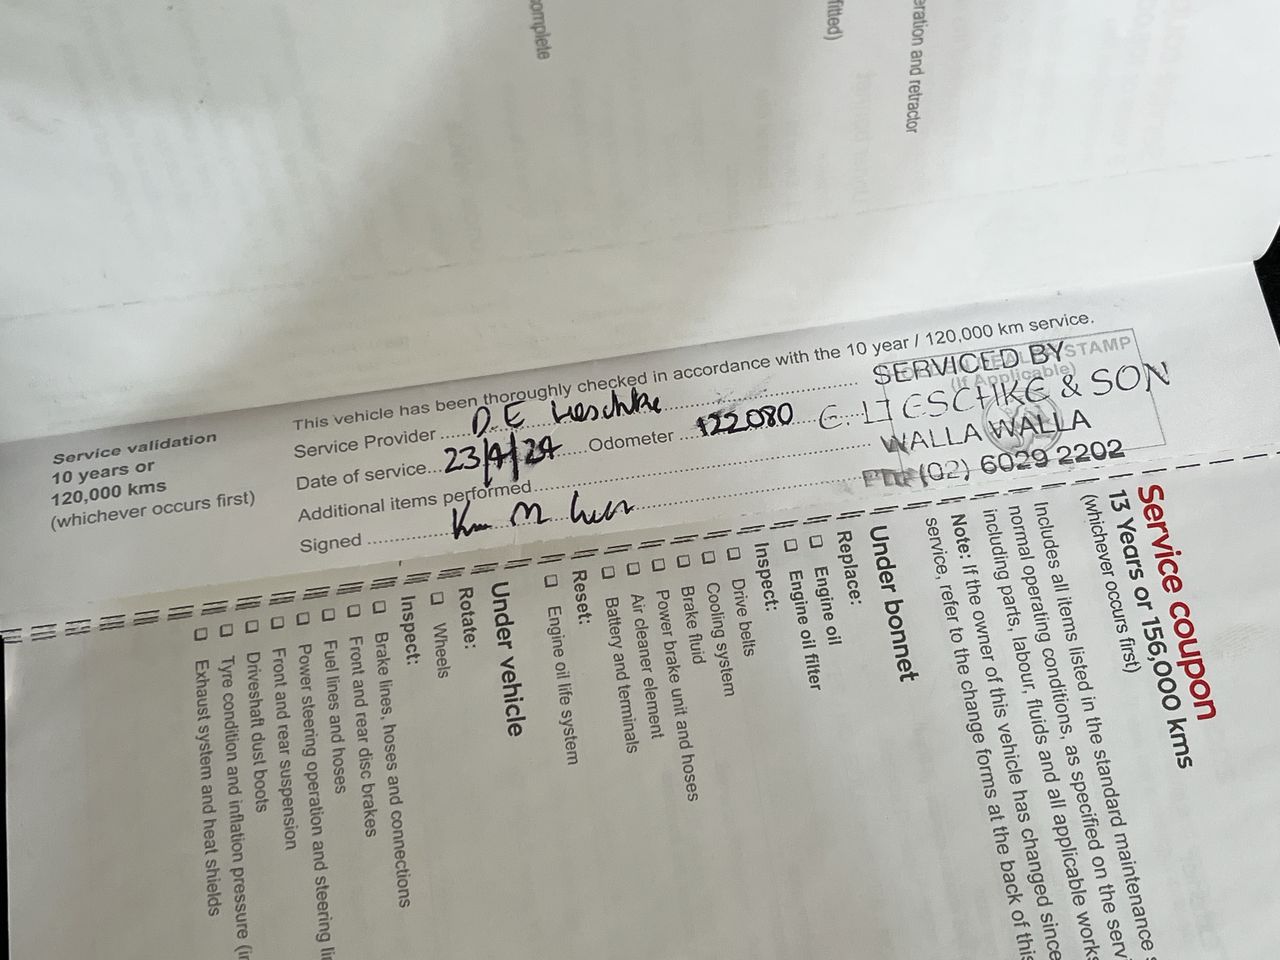 omplete
fitted)
eration and retractor
Service validation
10 years or
120,000 kms
(whichever occurs first)
This vehicle has been thoroughly checked in accordance with the 10 year / 120,000 km service.
Service Provider D.E Lieschke
Date of service 23/4/24 Odometer 122080
Additional items performed
Signed
STAMP
(If Applicable)
SERVICED BY
E. LIESCHKE & SON
WALLA WALLA
PH: (02) 6029 2202
Service coupon
13 Years or 156,000 kms
(whichever occurs first)
Includes all items listed in the standard maintenance
normal operating conditions, as specified on the servi
including parts, labour, fluids and all applicable works
Note: If the owner of this vehicle has changed since
service, refer to the change forms at the back of this
Under bonnet
Replace:
Engine oil
Engine oil filter
Inspect:
Drive belts
Cooling system
Brake fluid
Power brake unit and hoses
Air cleaner element
Battery and terminals
Reset:
Engine oil life system
Under vehicle
Rotate:
Wheels
Inspect:
Brake lines, hoses and connections
Front and rear disc brakes
Fuel lines and hoses
Power steering operation and steering lin
Front and rear suspension
Driveshaft dust boots
Tyre condition and inflation pressure (in
Exhaust system and heat shields